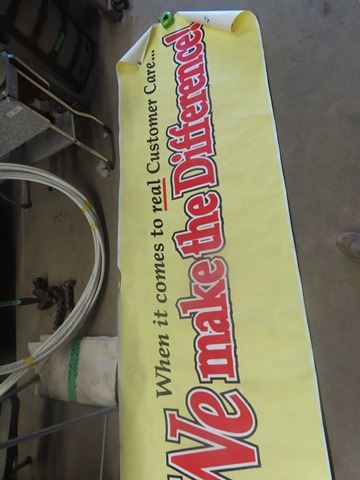 When it comes to real Customer Care...
We make the Difference!